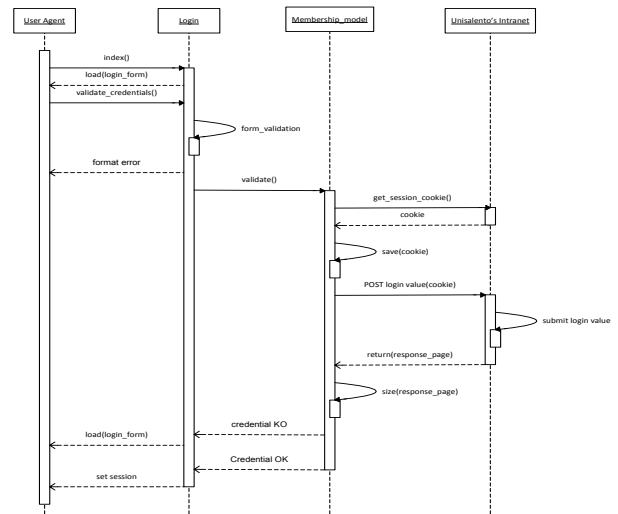 User Agent
Login
Membership_model
Unisalento's Intranet
index()
load(login_form)
validate_credentials()
form_validation
format error
validate()
get_session_cookie()
cookie
save(cookie)
POST login value(cookie)
submit login value
return(response_page)
size(response_page)
credential KO
load(login_form)
Credential OK
set session